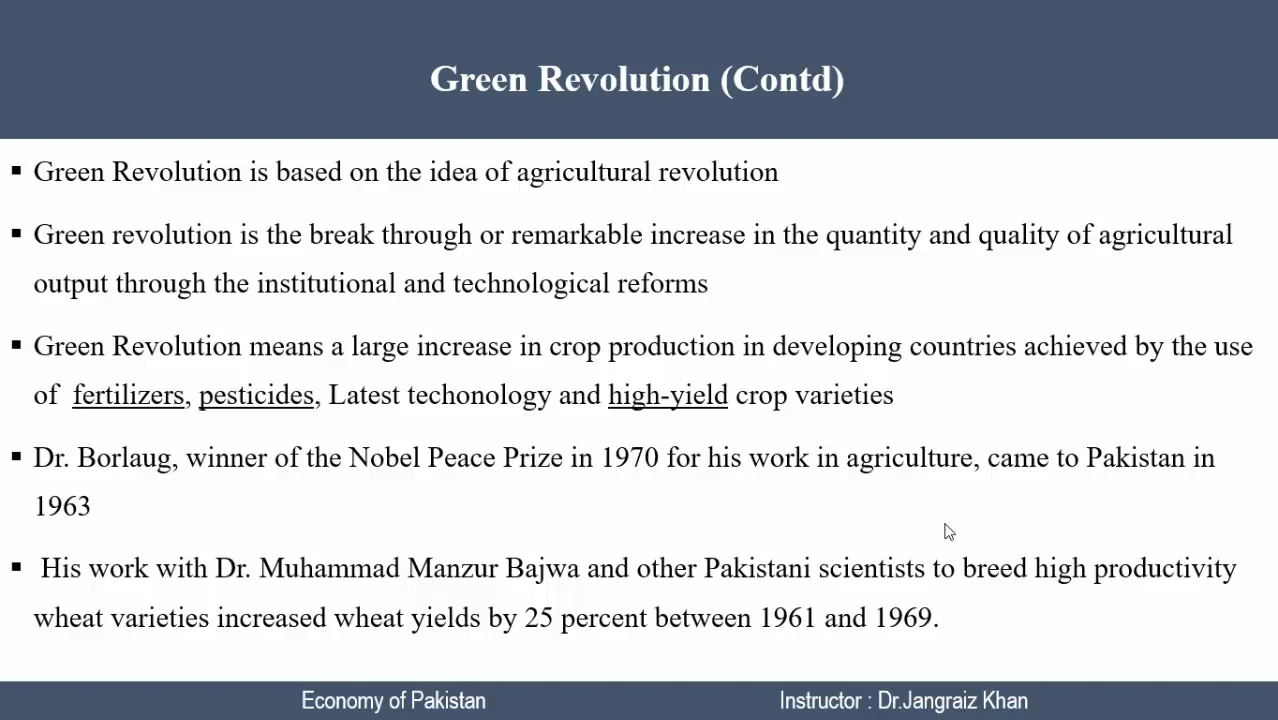 Green Revolution (Contd)
▪ Green Revolution is based on the idea of agricultural revolution
▪ Green revolution is the break through or remarkable increase in the quantity and quality of agricultural
output through the institutional and technological reforms
▪ Green Revolution means a large increase in crop production in developing countries achieved by the use
of fertilizers, pesticides, Latest techonology and high-yield crop varieties
▪ Dr. Borlaug, winner of the Nobel Peace Prize in 1970 for his work in agriculture, came to Pakistan in
1963
▪ His work with Dr. Muhammad Manzur Bajwa and other Pakistani scientists to breed high productivity
wheat varieties increased wheat yields by 25 percent between 1961 and 1969.
Economy of Pakistan Instructor : Dr.Jangraiz Khan